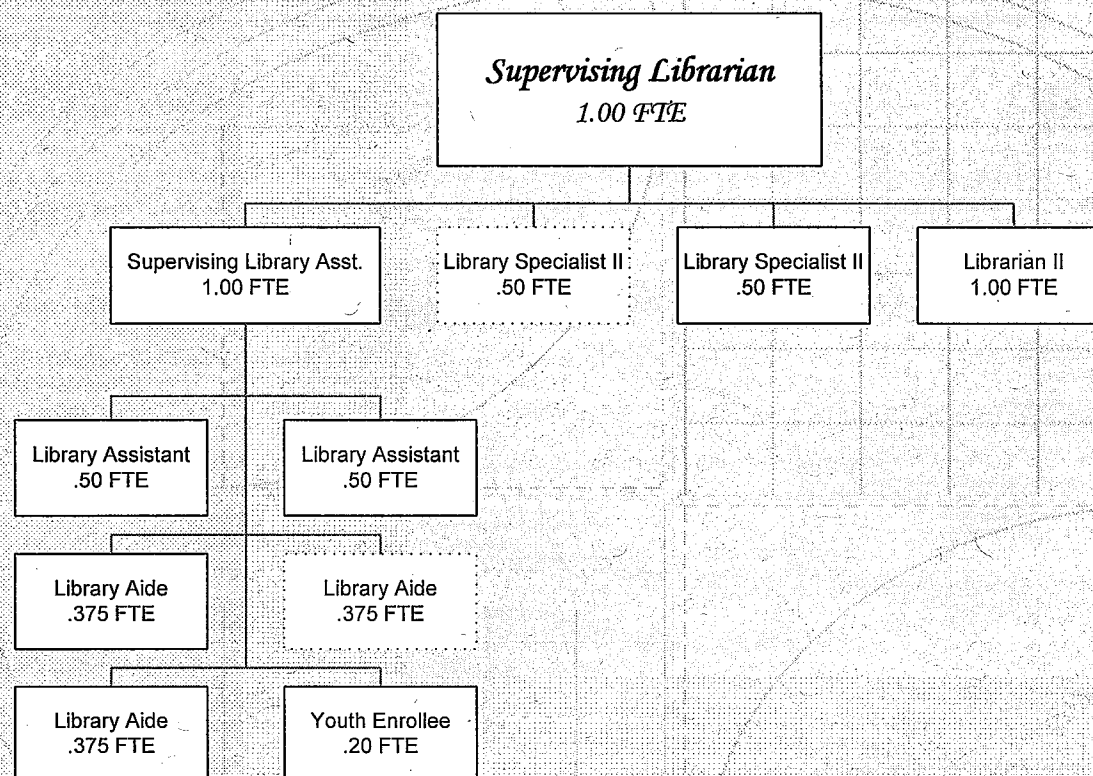 Supervising Librarian
1.00 FTE
Supervising Library Asst.
1.00 FTE
Library Specialist II
.50 FTE
Library Specialist II
.50 FTE
Librarian II
1.00 FTE
Library Assistant
.50 FTE
Library Assistant
.50 FTE
Library Aide
.375 FTE
Library Aide
.375 FTE
Library Aide
.375 FTE
Youth Enrollee
.20 FTE